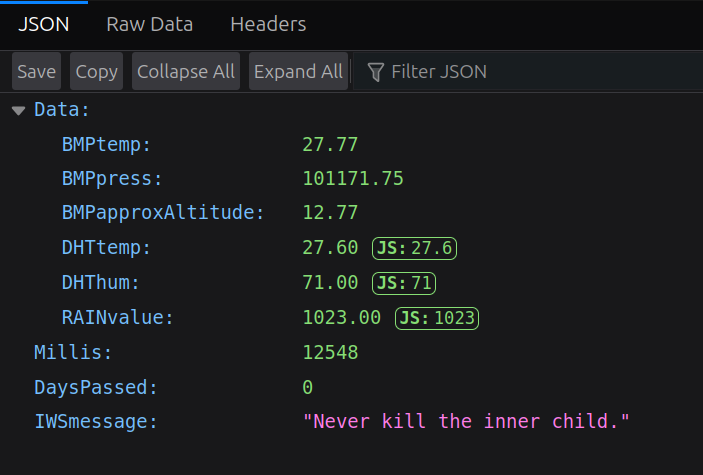 JSON Raw Data Headers
Save Copy Collapse All Expand All Filter JSON
Data:
BMPtemp: 27.77
BMPpress: 101171.75
BMPapproxAltitude: 12.77
DHTtemp: 27.60 JS:27.6
DHThum: 71.00 JS:71
RAINvalue: 1023.00 JS:1023
Millis: 12548
DaysPassed: 0
IWSmessage: "Never kill the inner child."